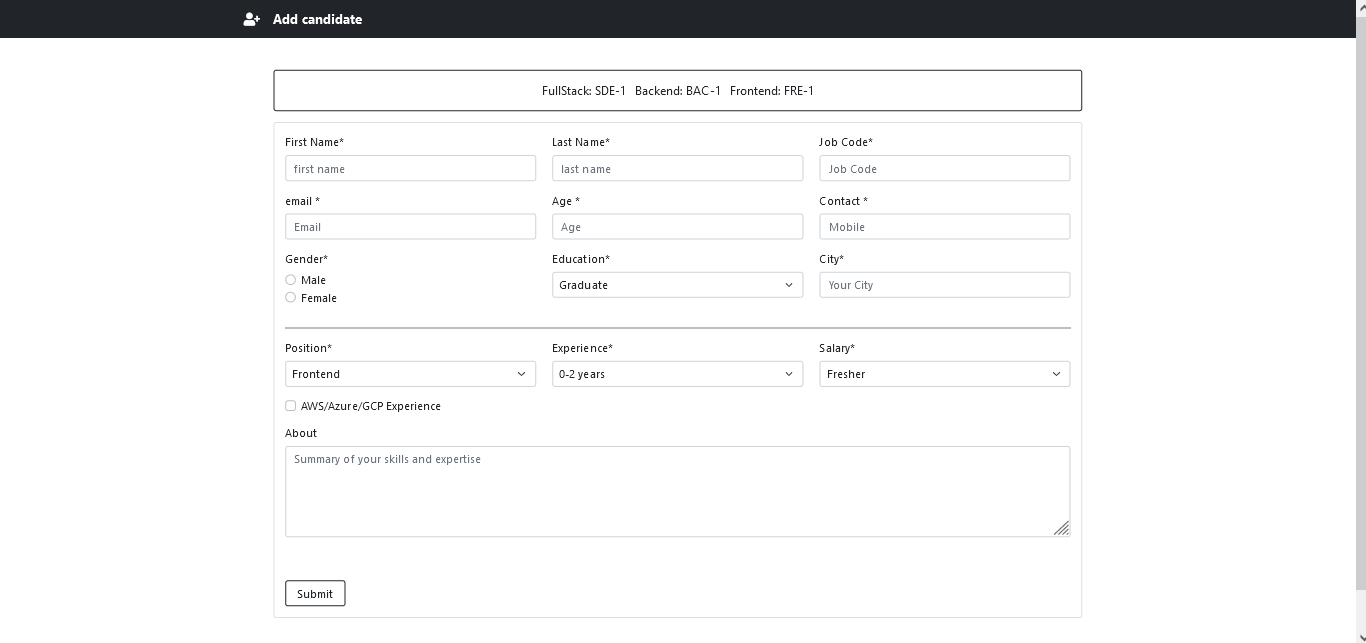 Add candidate
FullStack: SDE-1 Backend: BAC-1 Frontend: FRE-1
First Name* Last Name* Job Code*
first name last name Job Code
email * Age * Contact *
Email Age Mobile
Gender* Education* City*
Male Graduate Your City
Female
Position* Experience* Salary*
Frontend 0-2 years Fresher
AWS/Azure/GCP Experience
About
Summary of your skills and expertise
Submit